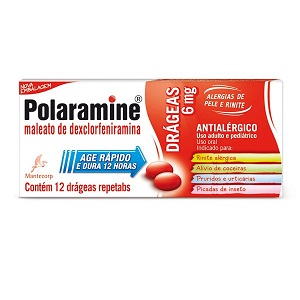 NOVA
EMBALAGEM
Polaramine®
maleato de dexclorfeniramina
AGE RÁPIDO
E DURA 12 HORAS
Mantecorp
Contém 12 drágeas repetabs
DRÁGEAS
6 mg
ALERGIAS DE
PELE E RINITE
ANTIALÉRGICO
Uso adulto e pediátrico
Uso oral
Indicado para:
Rinite alérgica
Alívio de coceiras
Pruridos e urticárias
Picadas de inseto